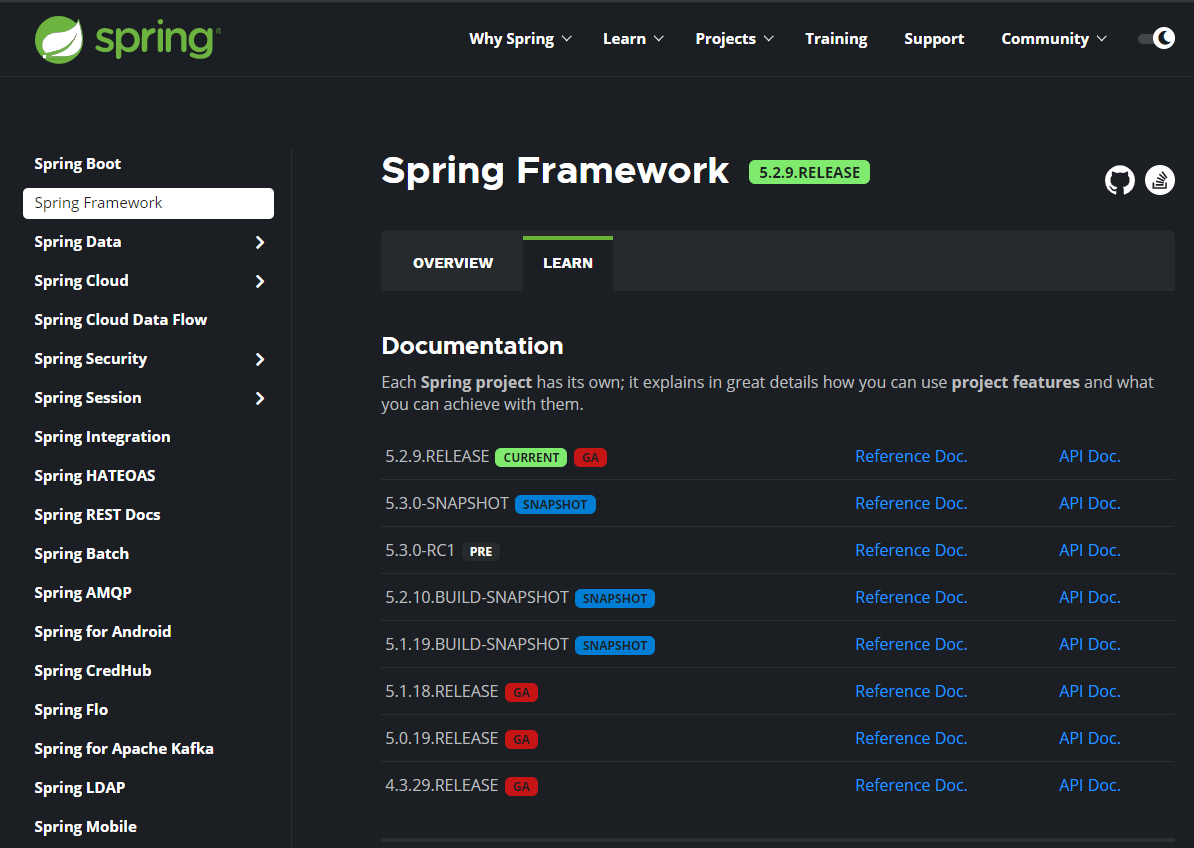 spring
Why Spring Learn Projects Training Support Community
Spring Boot
Spring Framework
Spring Data
Spring Cloud
Spring Cloud Data Flow
Spring Security
Spring Session
Spring Integration
Spring HATEOAS
Spring REST Docs
Spring Batch
Spring AMQP
Spring for Android
Spring CredHub
Spring Flo
Spring for Apache Kafka
Spring LDAP
Spring Mobile
Spring Framework 5.2.9.RELEASE
OVERVIEW LEARN
Documentation
Each Spring project has its own; it explains in great details how you can use project features and what
you can achieve with them.
5.2.9.RELEASE CURRENT GA Reference Doc. API Doc.
5.3.0-SNAPSHOT SNAPSHOT Reference Doc. API Doc.
5.3.0-RC1 PRE Reference Doc. API Doc.
5.2.10.BUILD-SNAPSHOT SNAPSHOT Reference Doc. API Doc.
5.1.19.BUILD-SNAPSHOT SNAPSHOT Reference Doc. API Doc.
5.1.18.RELEASE GA Reference Doc. API Doc.
5.0.19.RELEASE GA Reference Doc. API Doc.
4.3.29.RELEASE GA Reference Doc. API Doc.